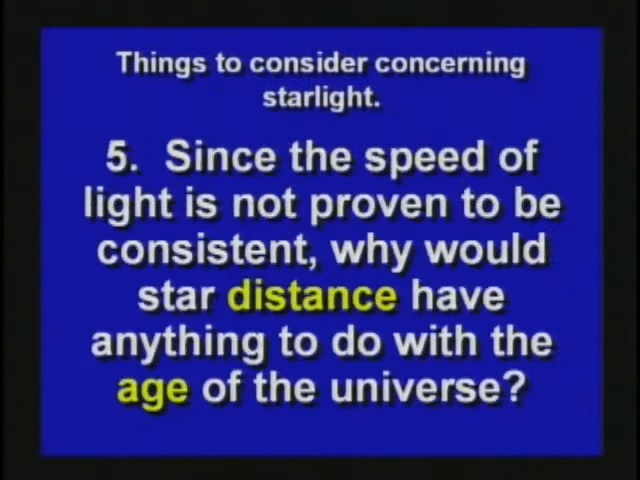 Things to consider concerning
starlight.
5. Since the speed of
light is not proven to be
consistent, why would
star distance have
anything to do with the
age of the universe?